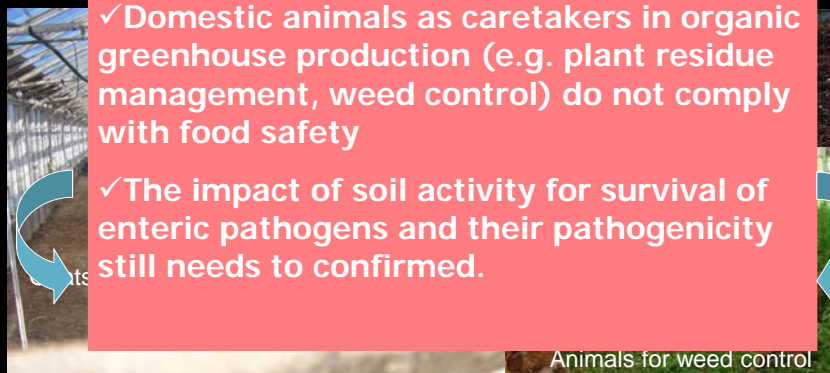 ✓Domestic animals as caretakers in organic
greenhouse production (e.g. plant residue
management, weed control) do not comply
with food safety
✓The impact of soil activity for survival of
enteric pathogens and their pathogenicity
still needs to confirmed.
Animals for weed control